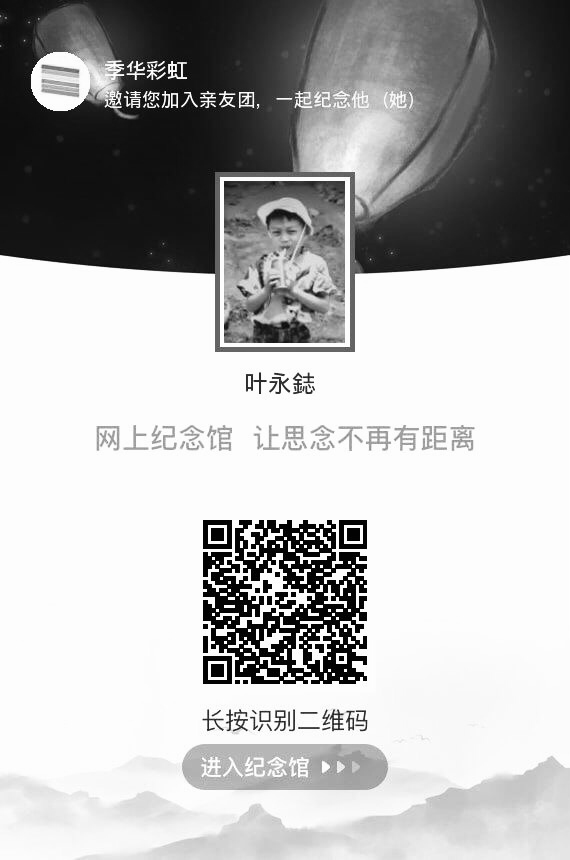 季华彩虹
邀请您加入亲友团，一起纪念他（她）
叶永鋕
网上纪念馆 让思念不再有距离
长按识别二维码
进入纪念馆